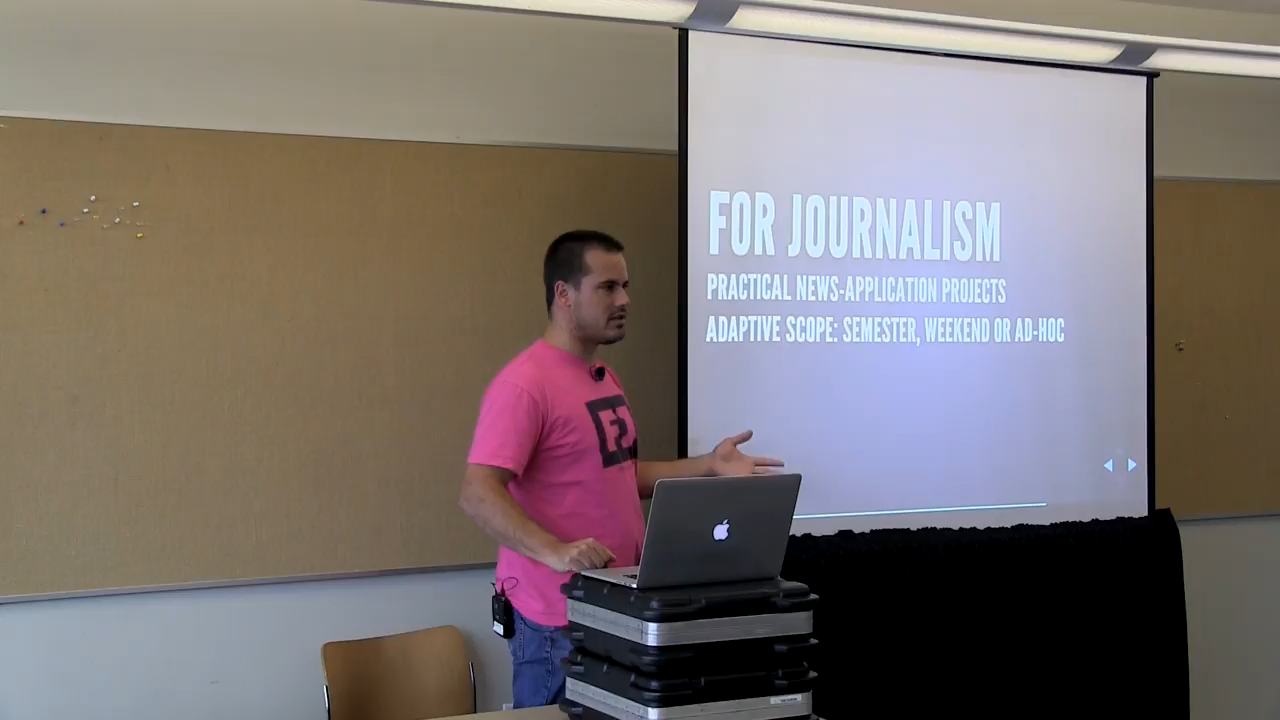 FOR JOURNALISM
PRACTICAL NEWS-APPLICATION PROJECTS
ADAPTIVE SCOPE: SEMESTER, WEEKEND OR AD-HOC